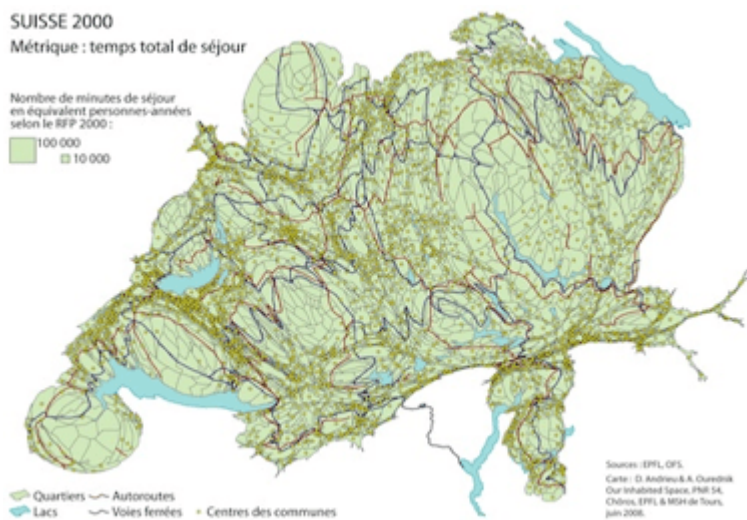 SUISSE 2000
Métrique : temps total de séjour
Nombre de minutes de séjour
en équivalent personnes-années
selon le RFP 2000 :
100 000
10 000
Quartiers
Autoroutes
Lacs
Voies ferrées
Centres des communes
Sources : EPFL, OFS.
Carte : D. Andrieu & A. Ourednik
Our Inhabited Space, PNR 54,
Chôros, EPFL & MSH de Tours,
juin 2008.